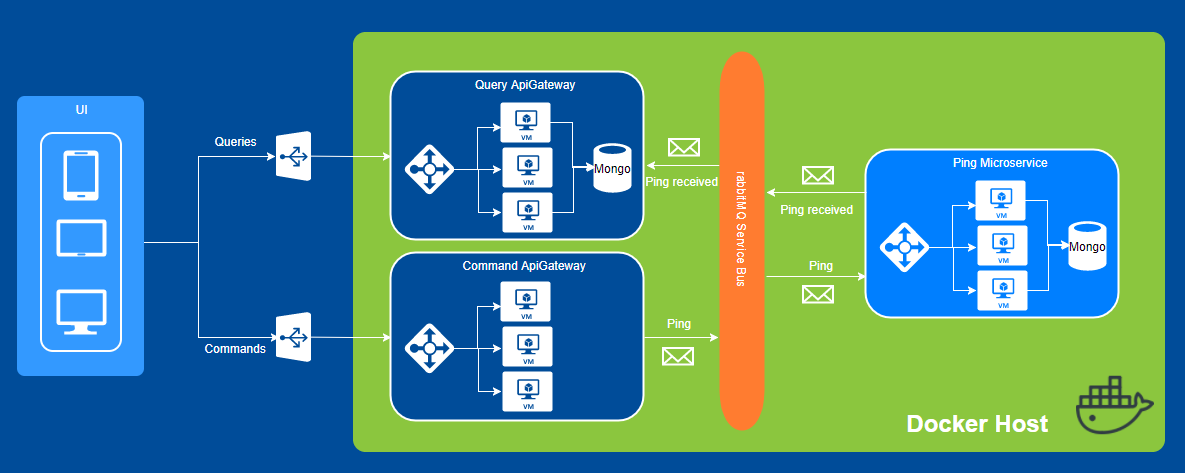 UI
Queries
Commands
Query ApiGateway
VM
VM
VM
Mongo
Command ApiGateway
VM
VM
VM
Ping received
Ping
rabbitMQ Service Bus
Ping received
Ping
Ping Microservice
VM
VM
VM
Mongo
Docker Host